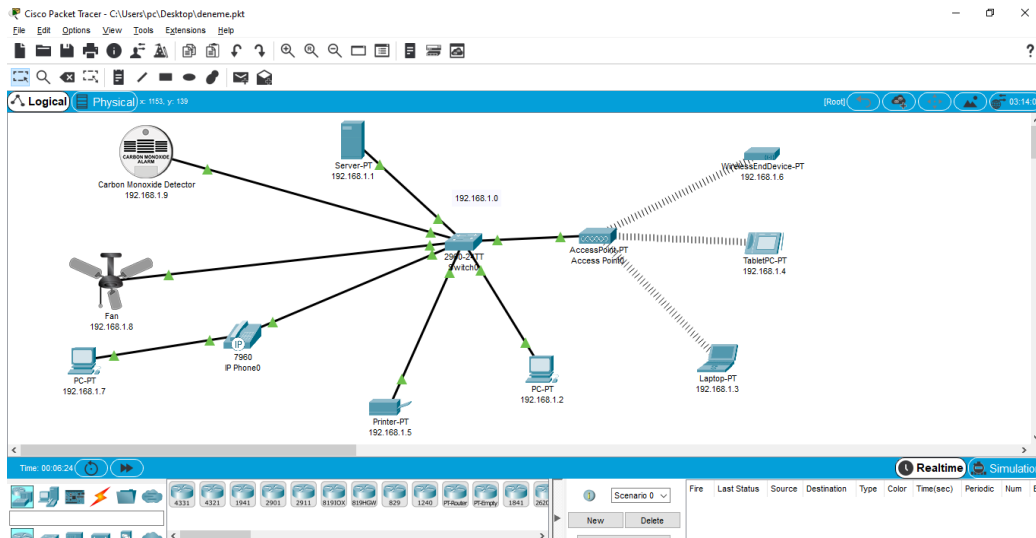 Cisco Packet Tracer - C:\Users\pc\Desktop\deneme.pkt
File Edit Options View Tools Extensions Help
?
Logical Physical x: 1153, y: 139 [Root] 03:14:0
CARBON MONOXIDE
ALARM
Carbon Monoxide Detector
192.168.1.9
Server-PT
192.168.1.1
192.168.1.0
WirelessEndDevice-PT
192.168.1.6
2960-24TT
Switch0
AccessPoint-PT
Access Point0
TabletPC-PT
192.168.1.4
Fan
192.168.1.8
IP
7960
IP Phone0
PC-PT
192.168.1.7
Laptop-PT
192.168.1.3
PC-PT
192.168.1.2
Printer-PT
192.168.1.5
Time: 00:06:24 Realtime Simulation
4331 4321 1941 2901 2911 819IOX 819HGW 829 1240 PT-Router PT-Empty 1841 2620
Scenario 0
Fire Last Status Source Destination Type Color Time(sec) Periodic Num E
New Delete